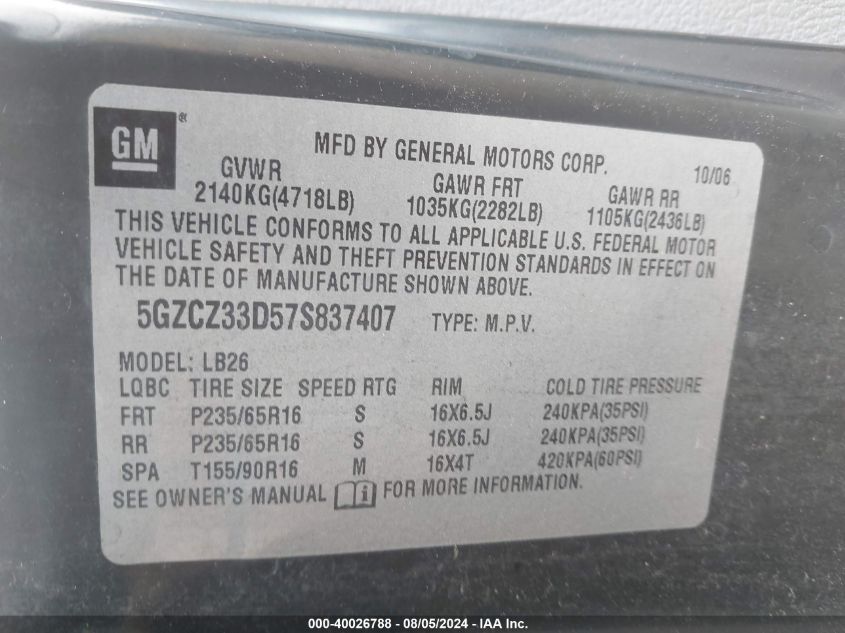 GM®
MFD BY GENERAL MOTORS CORP. 10/06
GVWR GAWR FRT GAWR RR
2140KG(4718LB) 1035KG(2282LB) 1105KG(2436LB)
THIS VEHICLE CONFORMS TO ALL APPLICABLE U.S. FEDERAL MOTOR
VEHICLE SAFETY AND THEFT PREVENTION STANDARDS IN EFFECT ON
THE DATE OF MANUFACTURE SHOWN ABOVE.
5GZCZ33D57S837407 TYPE: M.P.V.
MODEL: LB26
LQBC TIRE SIZE SPEED RTG RIM COLD TIRE PRESSURE
FRT P235/65R16 S 16X6.5J 240KPA(35PSI)
RR P235/65R16 S 16X6.5J 240KPA(35PSI)
SPA T155/90R16 M 16X4T 420KPA(60PSI)
SEE OWNER'S MANUAL i FOR MORE INFORMATION.
000-40026788 - 08/05/2024 - IAA Inc.